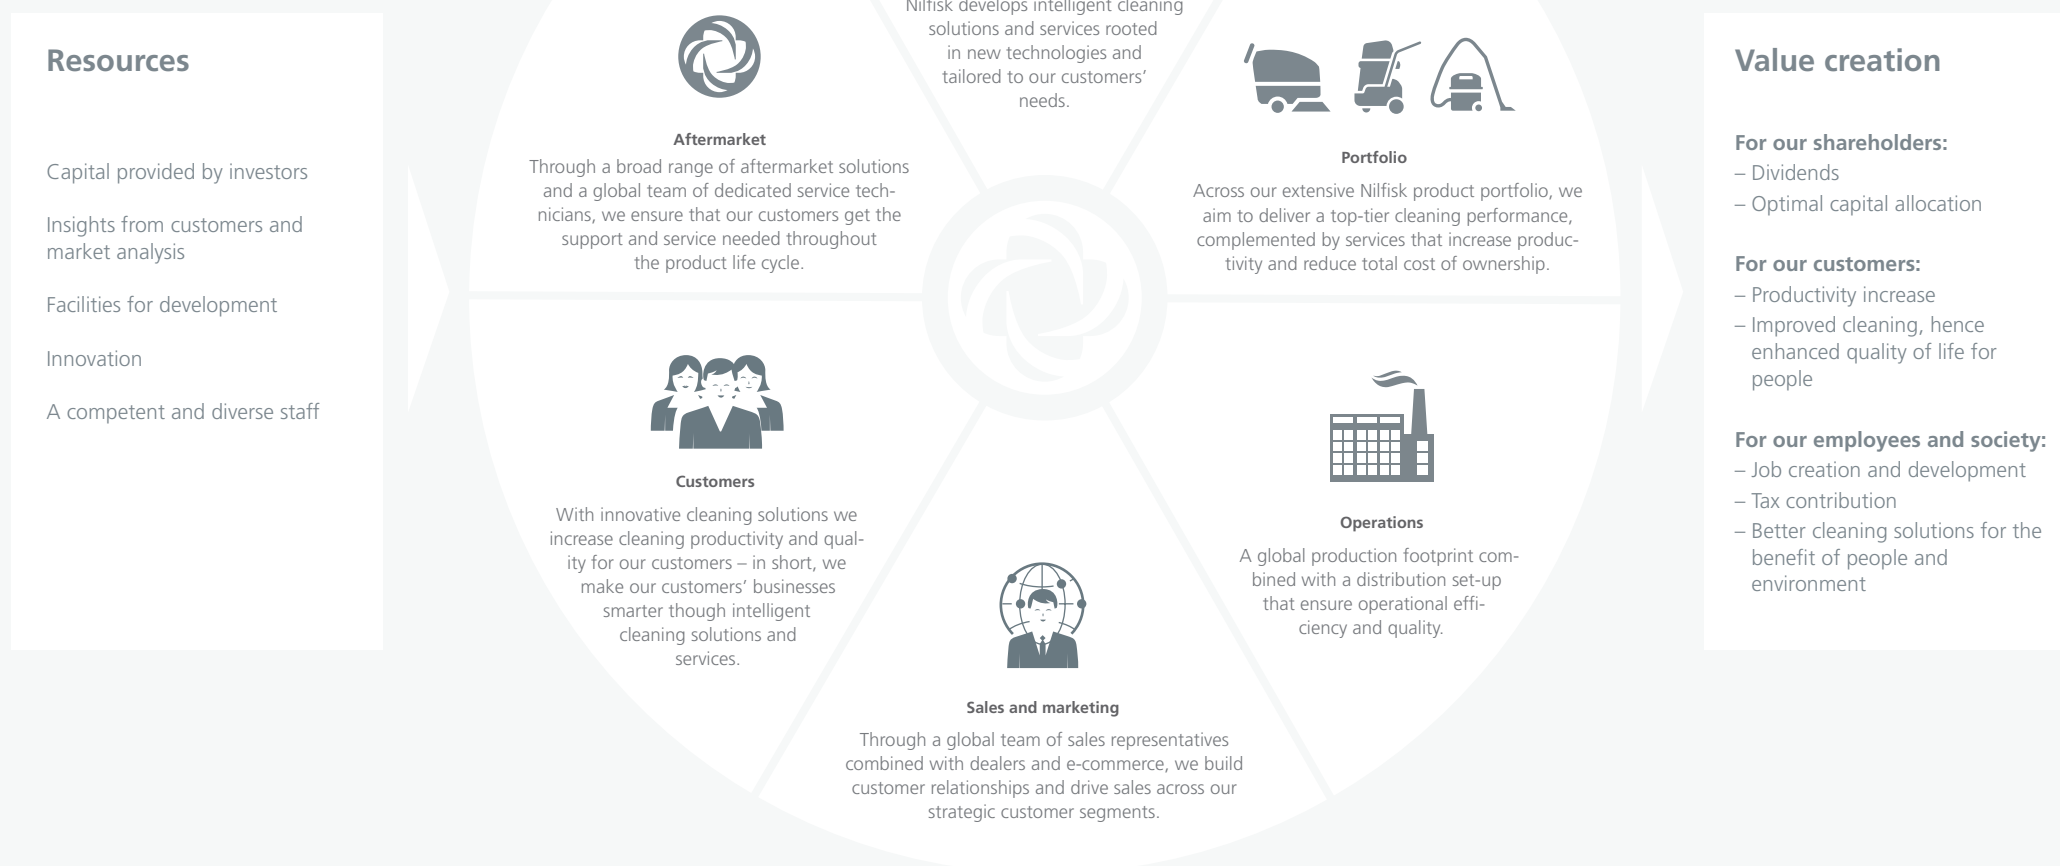 Resources
Capital provided by investors
Insights from customers and
market analysis
Facilities for development
Innovation
A competent and diverse staff
Nilfisk develops intelligent cleaning
solutions and services rooted
in new technologies and
tailored to our customers’
needs.
Aftermarket
Through a broad range of aftermarket solutions
and a global team of dedicated service tech-
nicians, we ensure that our customers get the
support and service needed throughout
the product life cycle.
Portfolio
Across our extensive Nilfisk product portfolio, we
aim to deliver a top-tier cleaning performance,
complemented by services that increase produc-
tivity and reduce total cost of ownership.
Customers
With innovative cleaning solutions we
increase cleaning productivity and qual-
ity for our customers – in short, we
make our customers’ businesses
smarter though intelligent
cleaning solutions and
services.
Operations
A global production footprint com-
bined with a distribution set-up
that ensure operational effi-
ciency and quality.
Sales and marketing
Through a global team of sales representatives
combined with dealers and e-commerce, we build
customer relationships and drive sales across our
strategic customer segments.
Value creation
For our shareholders:
– Dividends
– Optimal capital allocation
For our customers:
– Productivity increase
– Improved cleaning, hence
enhanced quality of life for
people
For our employees and society:
– Job creation and development
– Tax contribution
– Better cleaning solutions for the
benefit of people and
environment